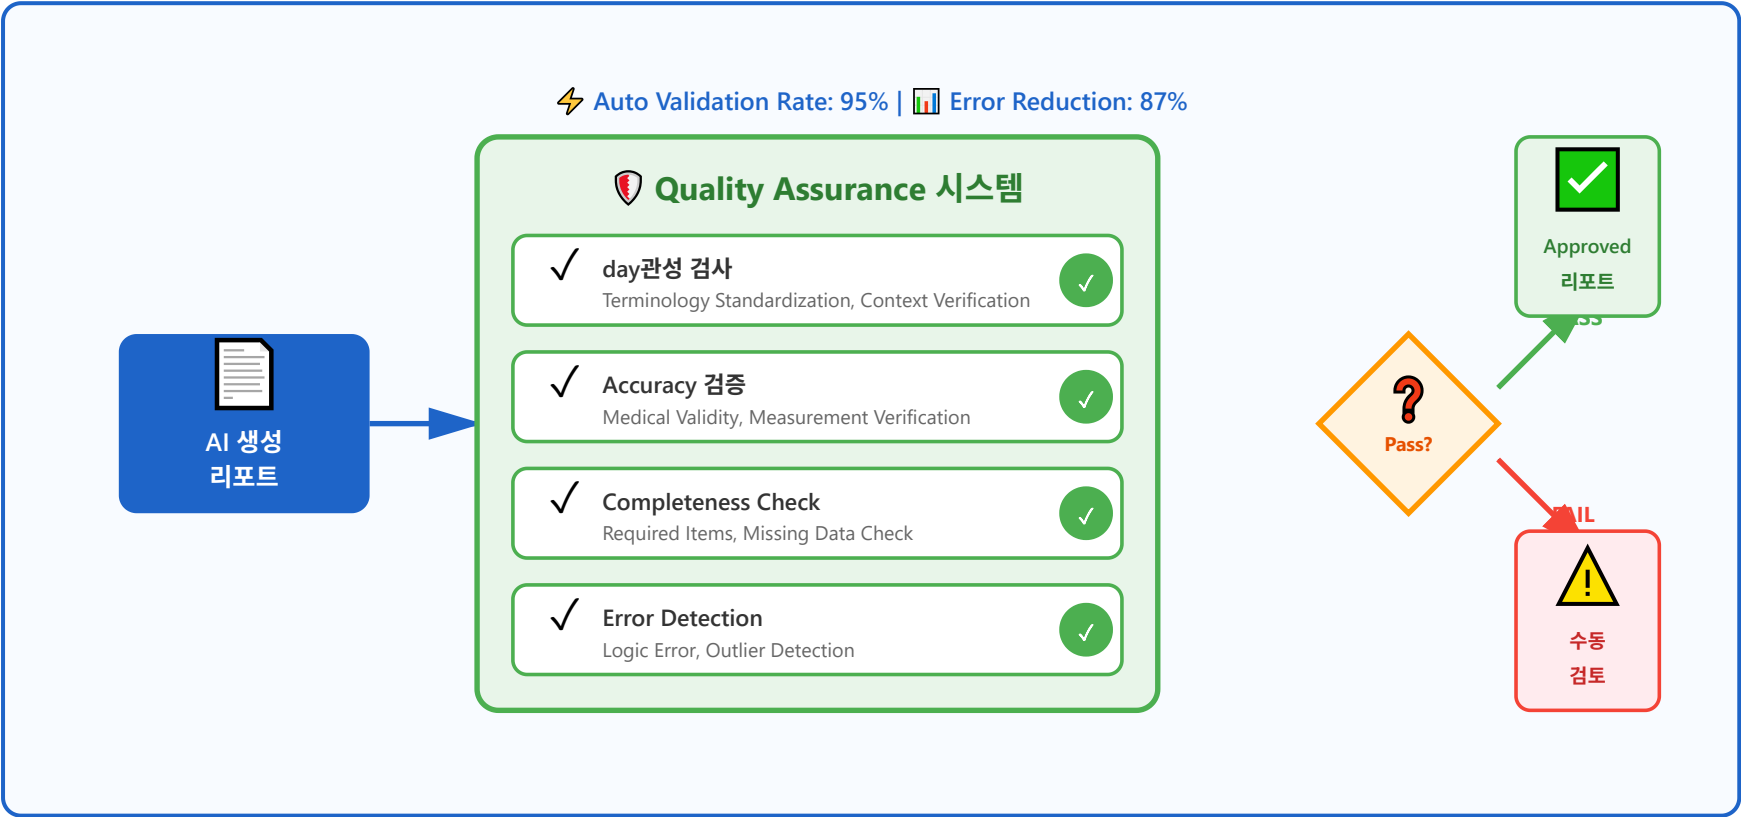 ⚡ Auto Validation Rate: 95% | 📊 Error Reduction: 87%
Quality Assurance 시스템
day관성 검사
Terminology Standardization, Context Verification
Accuracy 검증
Medical Validity, Measurement Verification
Completeness Check
Required Items, Missing Data Check
Error Detection
Logic Error, Outlier Detection
AI 생성
리포트
Pass?
Approved
리포트
FAIL
수동
검토